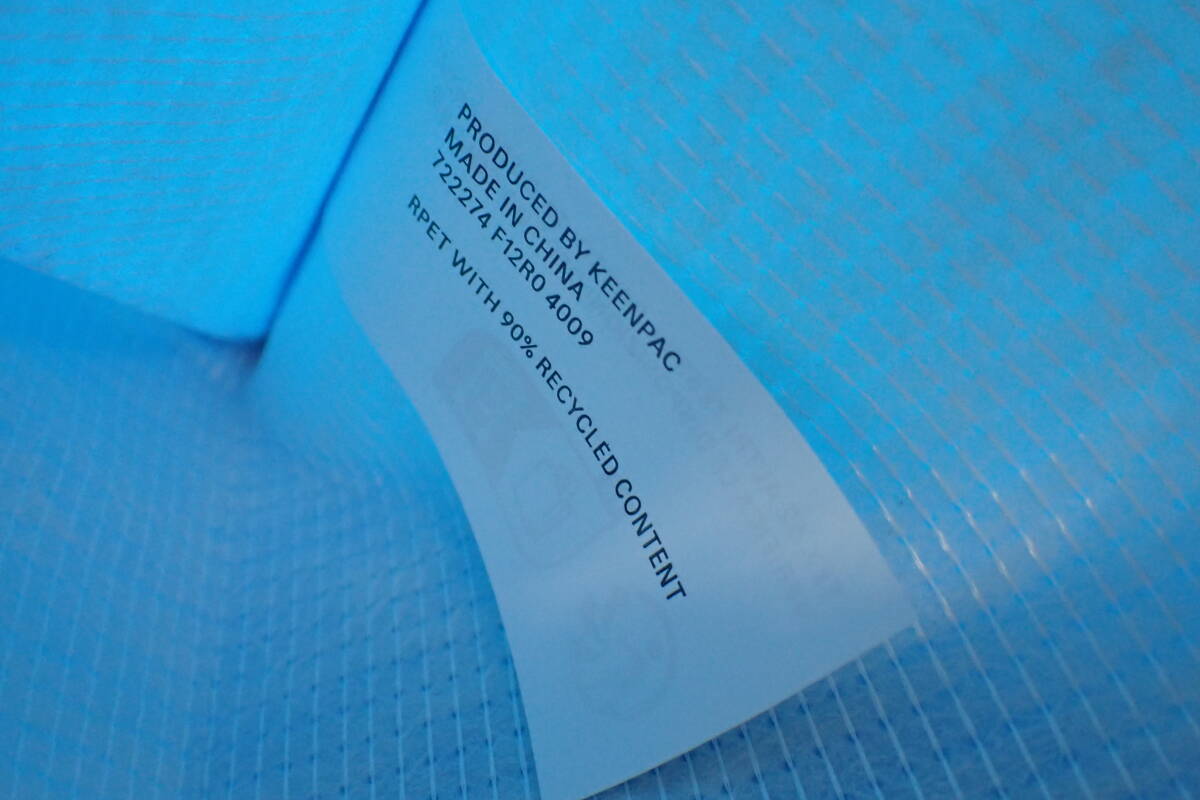 PRODUCED BY KEENPAC
MADE IN CHINA
722274 F12R0 4009
RPET WITH 90% RECYCLED CONTENT